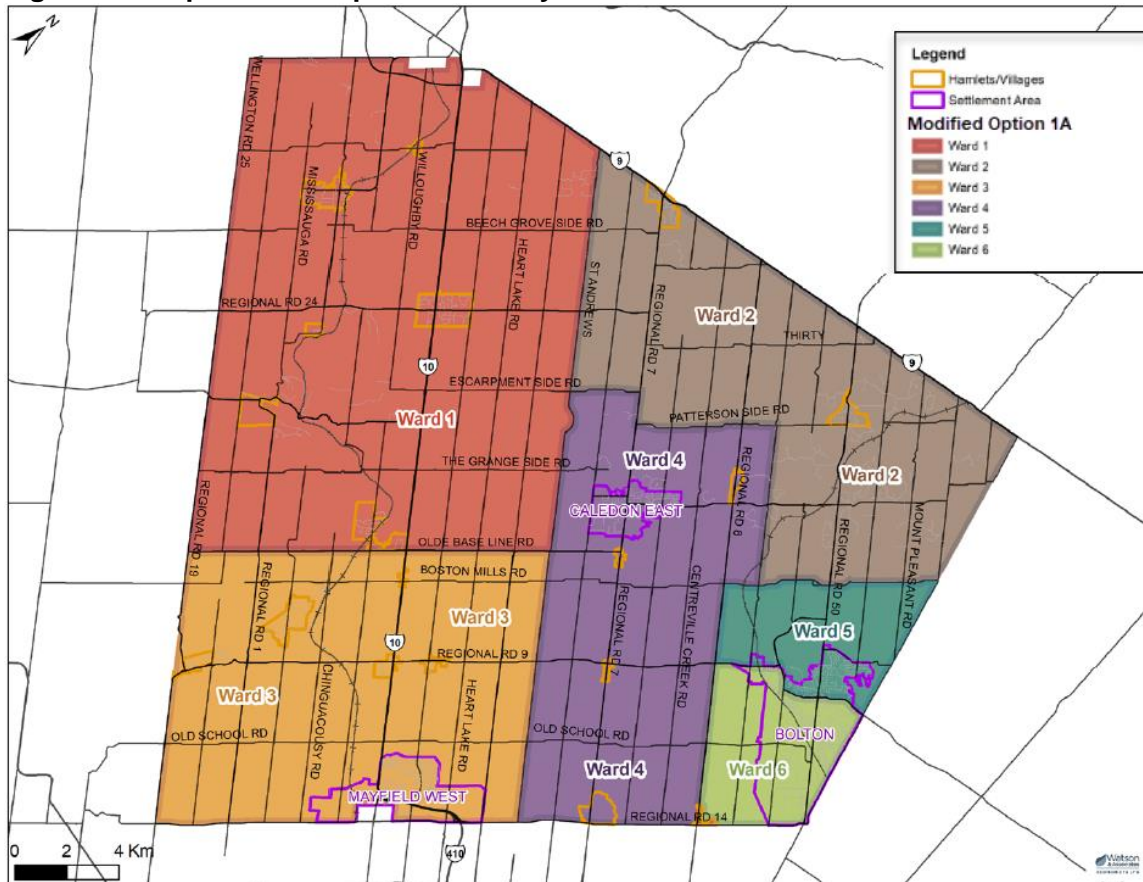 N
Legend
Hamlets/Villages
Settlement Area
Modified Option 1A
Ward 1
Ward 2
Ward 3
Ward 4
Ward 5
Ward 6
WELLINGTON RD 25
MISSISSAUGA RD
WILLOUGHBY RD
9
BEECH GROVE SIDE RD
HEART LAKE RD
ST ANDREWS
REGIONAL RD 7
REGIONAL RD 24
Ward 2
THIRTY
10
9
ESCARPMENT SIDE RD
PATTERSON SIDE RD
Ward 1
THE GRANGE SIDE RD
Ward 4
REGIONAL RD 8
Ward 2
CALEDON EAST
REGIONAL RD 19
OLDE BASE LINE RD
REGIONAL RD 50
MOUNT PLEASANT RD
BOSTON MILLS RD
REGIONAL RD 1
CENTREVILLE CREEK RD
REGIONAL RD 7
Ward 3
10
Ward 5
REGIONAL RD 9
Ward 3
CHINGUACOUSY RD
HEART LAKE RD
OLD SCHOOL RD
OLD SCHOOL RD
BOLTON
Ward 4
Ward 6
MAYFIELD WEST
REGIONAL RD 14
410
0 2 4 Km
Watson